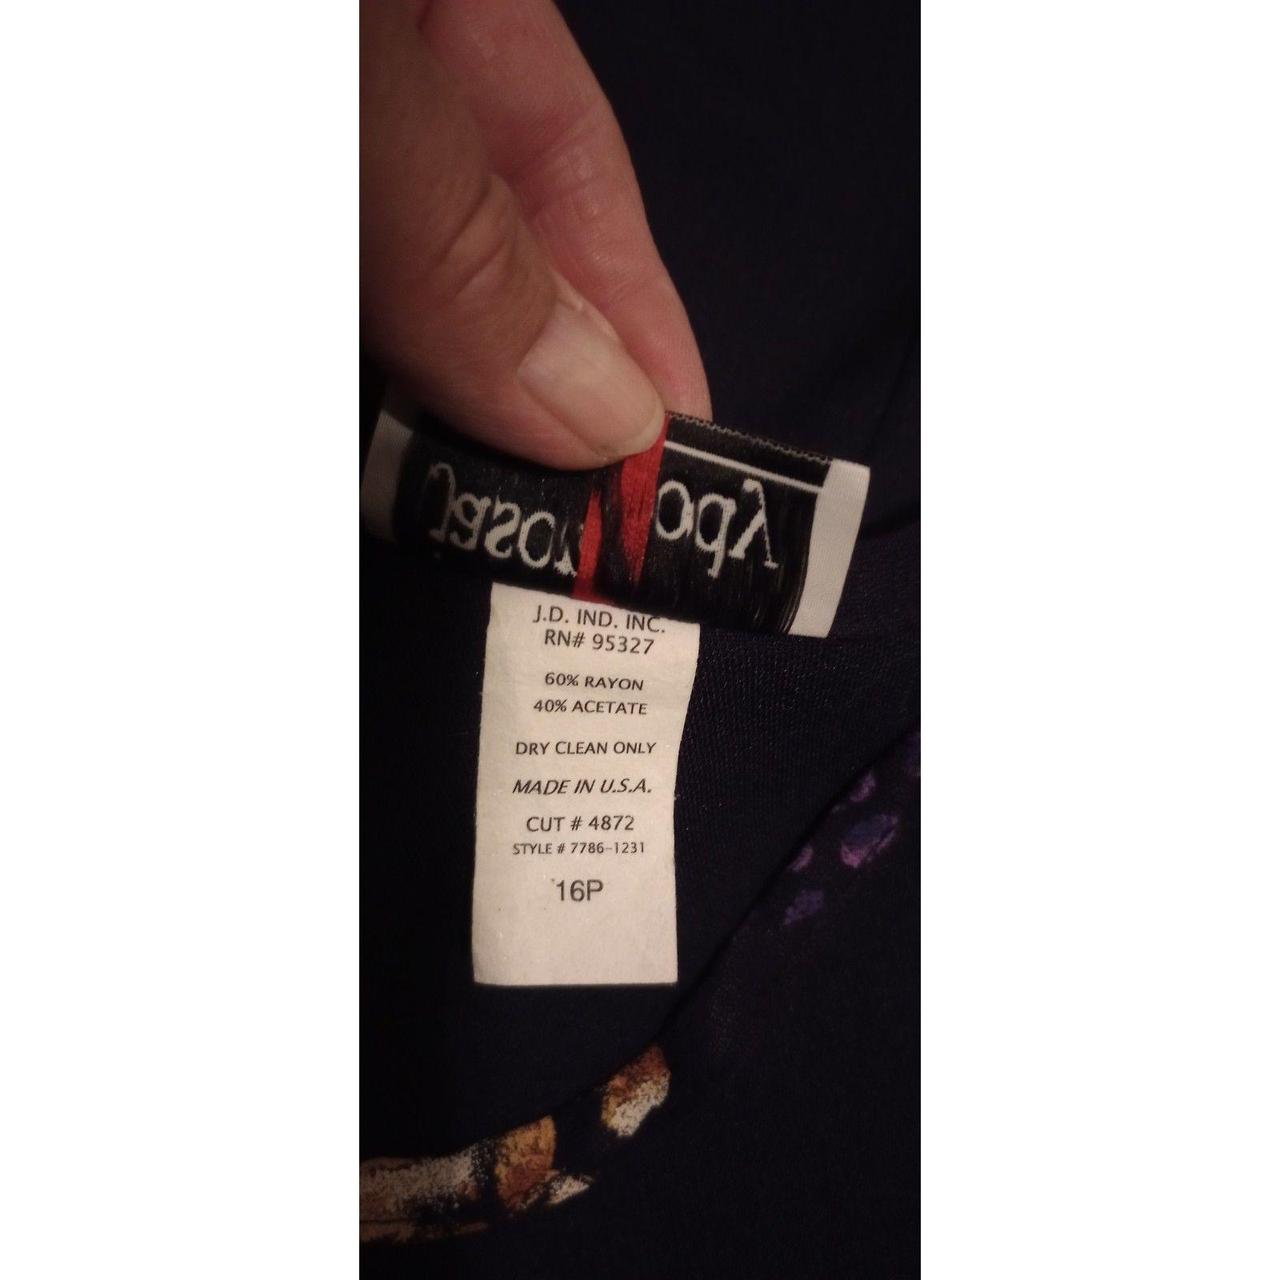 J.D. IND. INC.
RN# 95327
60% RAYON
40% ACETATE
DRY CLEAN ONLY
MADE IN U.S.A.
CUT # 4872
STYLE # 7786-1231
16P